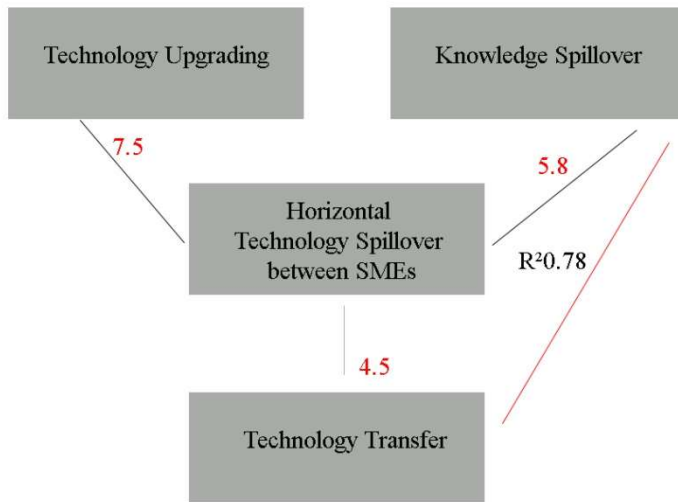 Technology Upgrading
Knowledge Spillover
7.5
5.8
Horizontal
Technology Spillover
between SMEs
R²0.78
4.5
Technology Transfer